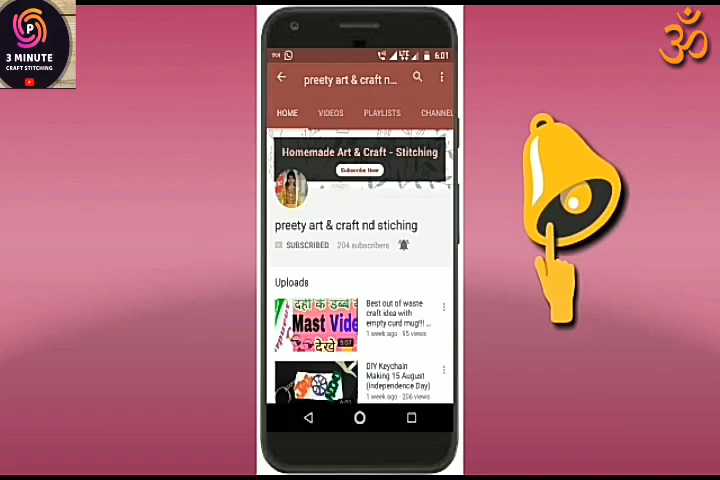 P
3 MINUTE
CRAFT STITCHING
ॐ
6:01
preety art & craft n...
HOME VIDEOS PLAYLISTS CHANNEL
Homemade Art & Craft - Stitching
Subscribe Now
preety art & craft nd stiching
SUBSCRIBED 204 subscribers
Uploads
दही के डब्बे
Mast Vide
देखे
5:07
Best out of waste
craft idea with
empty curd mug!!! ...
1 week ago · 95 views
DIY Keychain
Making 15 August
(Independence Day)
1 week ago · 206 views